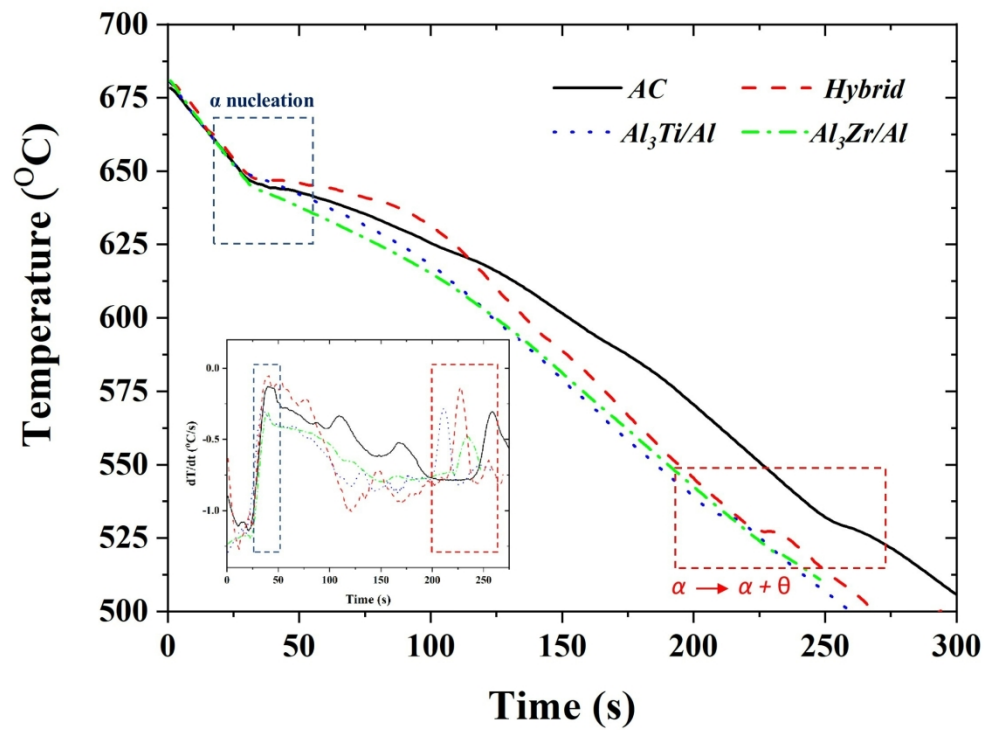 700
675
650
625
600
575
550
525
500
Temperature (ᴼC)
α nucleation
AC
Hybrid
Al₃Ti/Al
Al₃Zr/Al
0.0
-0.5
-1.0
dT/dt (°C/s)
0 50 100 150 200 250
Time (s)
α → α + θ
0 50 100 150 200 250 300
Time (s)